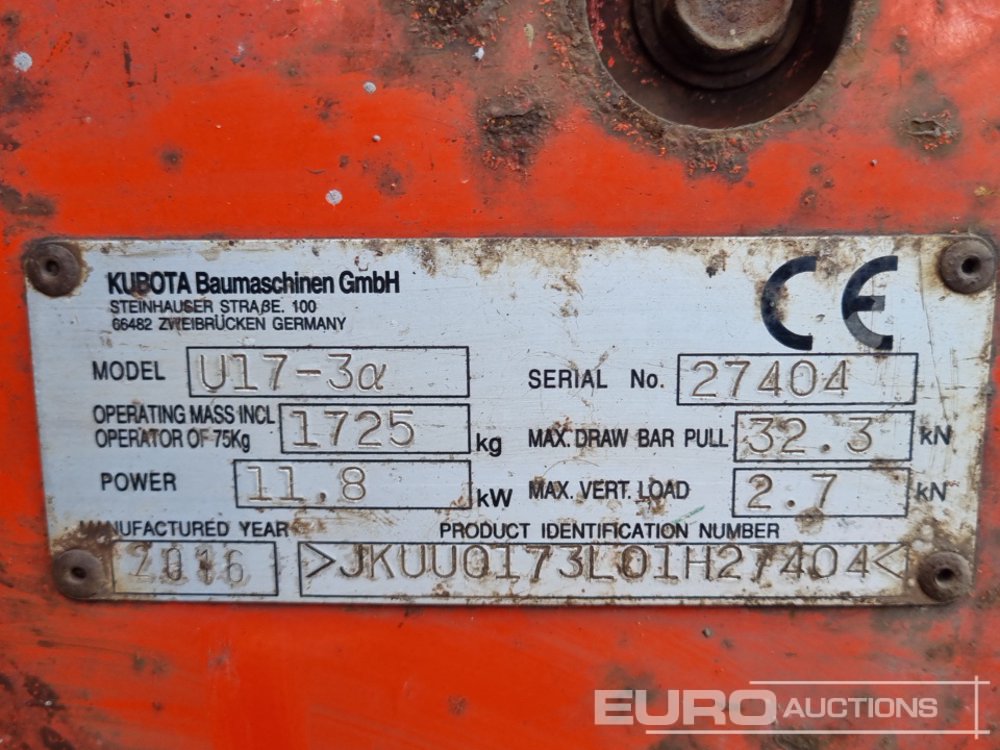 KUBOTA Baumaschinen GmbH
STEINHAUSER STRAßE. 100
66482 ZWEIBRÜCKEN GERMANY
CE
MODEL U17-3α
SERIAL No. 27404
OPERATING MASS INCL
OPERATOR OF 75Kg 1725 kg
MAX. DRAW BAR PULL 32.3 kN
POWER 11.8 kW
MAX. VERT. LOAD 2.7 kN
MANUFACTURED YEAR 2016
PRODUCT IDENTIFICATION NUMBER
>JKUU0173L01H27404<
EURO AUCTIONS